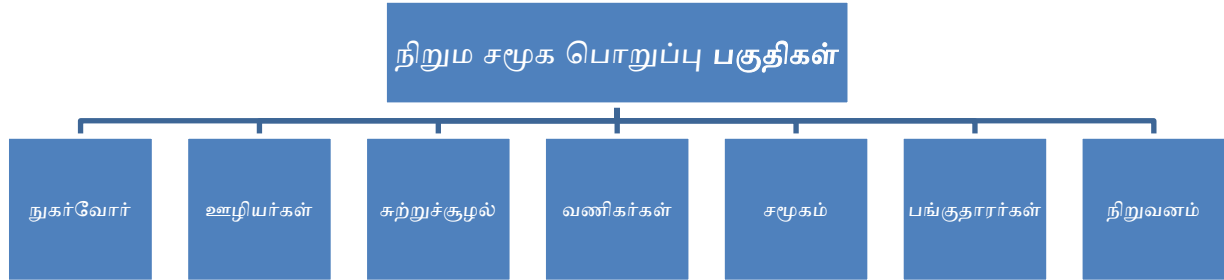 நிறும சமூக பொறுப்பு பகுதிகள்
நுகர்வோர்
ஊழியர்கள்
சுற்றுச்சூழல்
வணிகர்கள்
சமூகம்
பங்குதாரர்கள்
நிறுவனம்